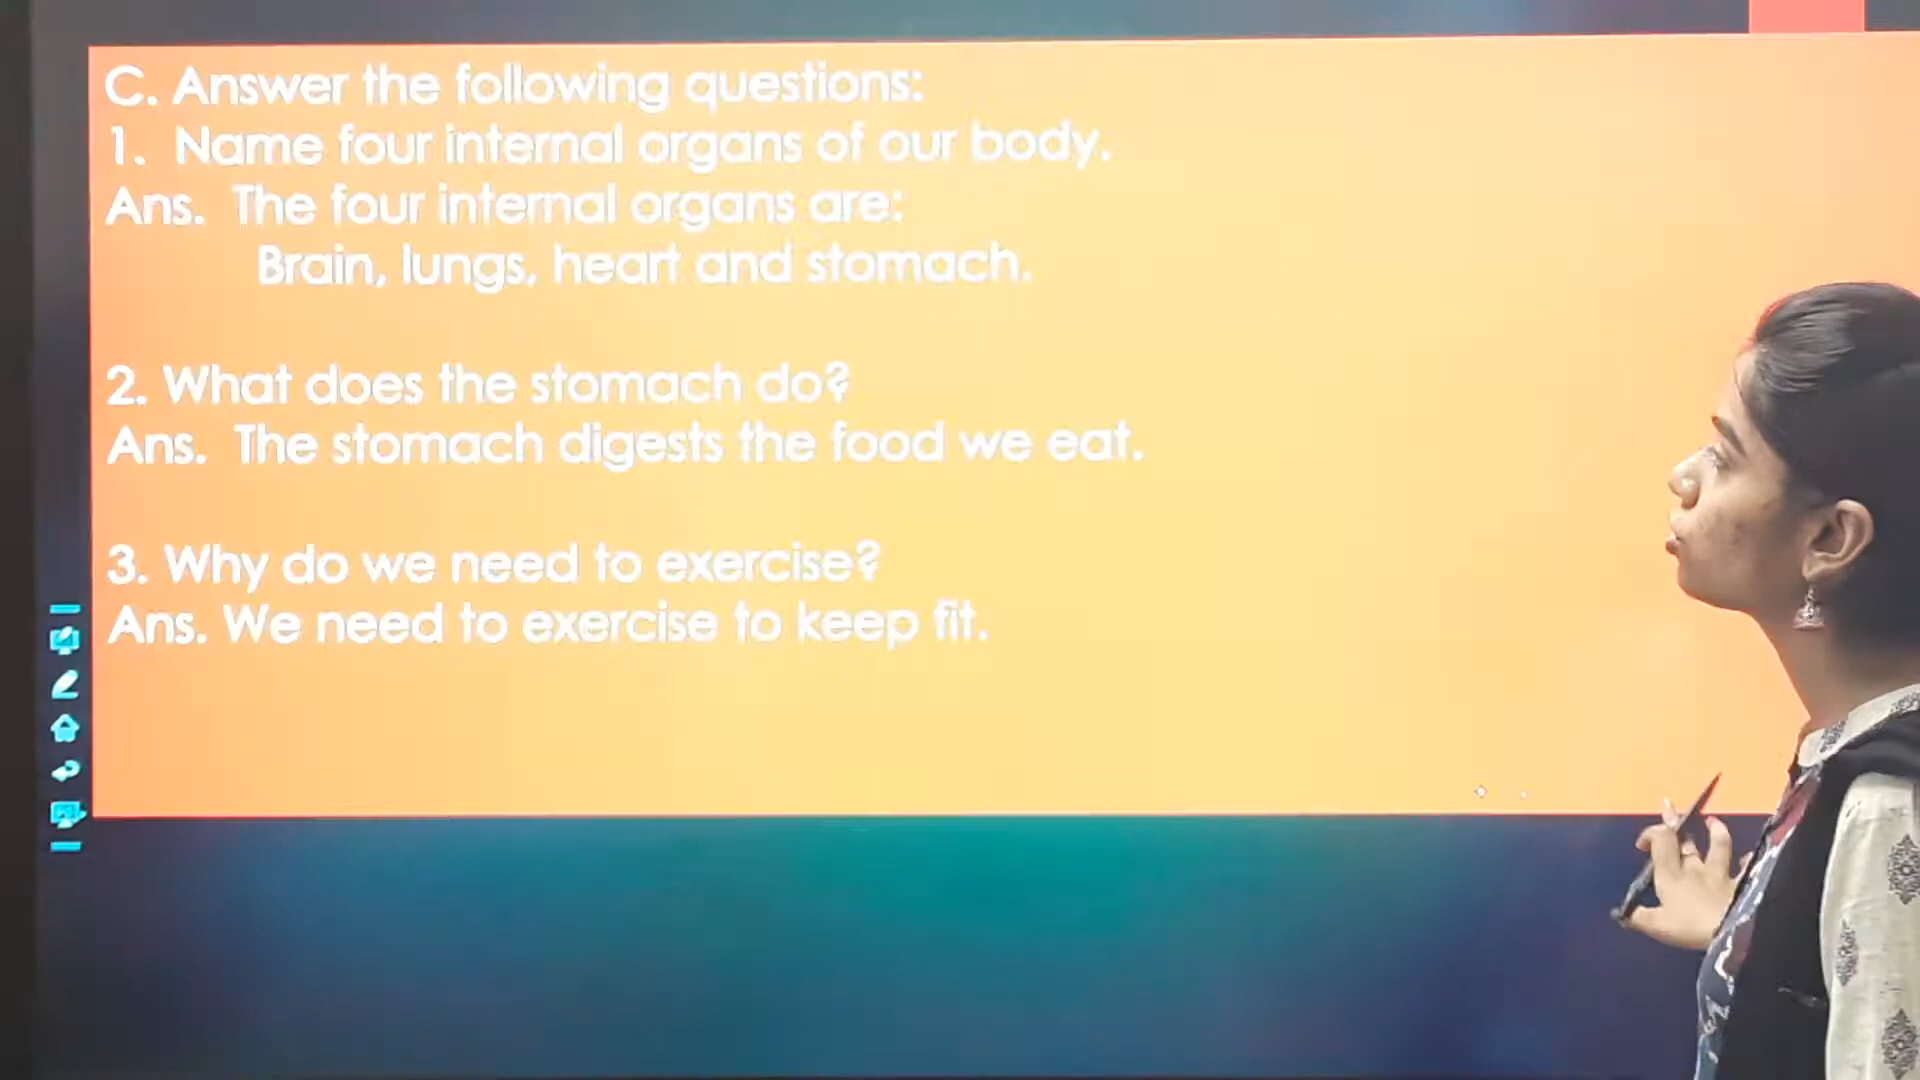 C. Answer the following questions:
1. Name four internal organs of our body.
Ans. The four internal organs are:
Brain, lungs, heart and stomach.
2. What does the stomach do?
Ans. The stomach digests the food we eat.
3. Why do we need to exercise?
Ans. We need to exercise to keep fit.